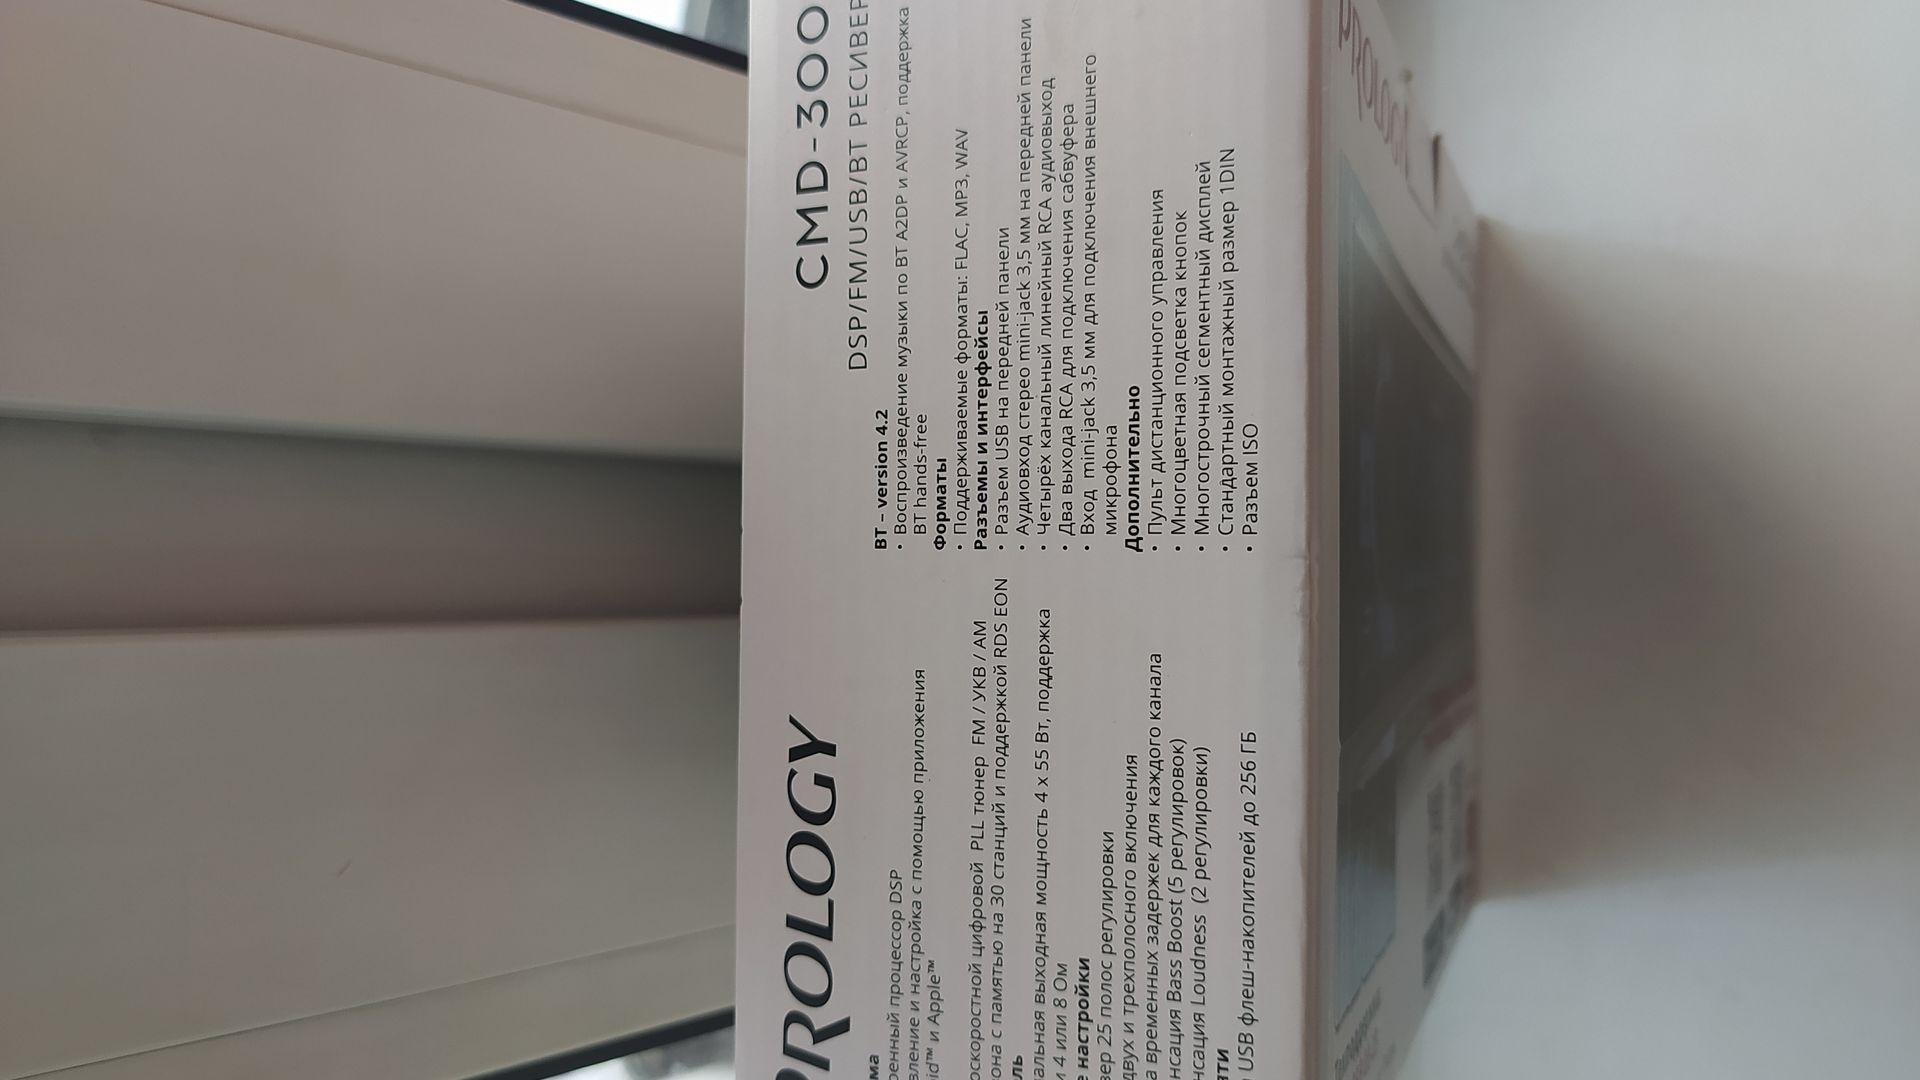 PROLOGY
процессор DSP
и настройка с помощью приложения
и Apple™
цифровой PLL тюнер FM / УКВ / AM
с памятью на 30 станций и поддержкой RDS EON
выходная мощность 4 x 55 Вт, поддержка
4 или 8 Ом
настройки
25 полос регулировки
двух и трехполосного включения
временных задержек для каждого канала
Bass Boost (5 регулировок)
Loudness (2 регулировки)
USB флеш-накопителей до 256 ГБ
CMD-300
DSP/FM/USB/BT РЕСИВЕР
BT – version 4.2
• Воспроизведение музыки по BT A2DP и AVRCP, поддержка
BT hands-free
Форматы
• Поддерживаемые форматы: FLAC, MP3, WAV
Разъемы и интерфейсы
• Разъем USB на передней панели
• Аудиовход стерео mini-jack 3,5 мм на передней панели
• Четырёх канальный линейный RCA аудиовыход
• Два выхода RCA для подключения сабвуфера
• Вход mini-jack 3,5 мм для подключения внешнего
микрофона
Дополнительно
• Пульт дистанционного управления
• Многоцветная подсветка кнопок
• Многострочный сегментный дисплей
• Стандартный монтажный размер 1DIN
• Разъем ISO